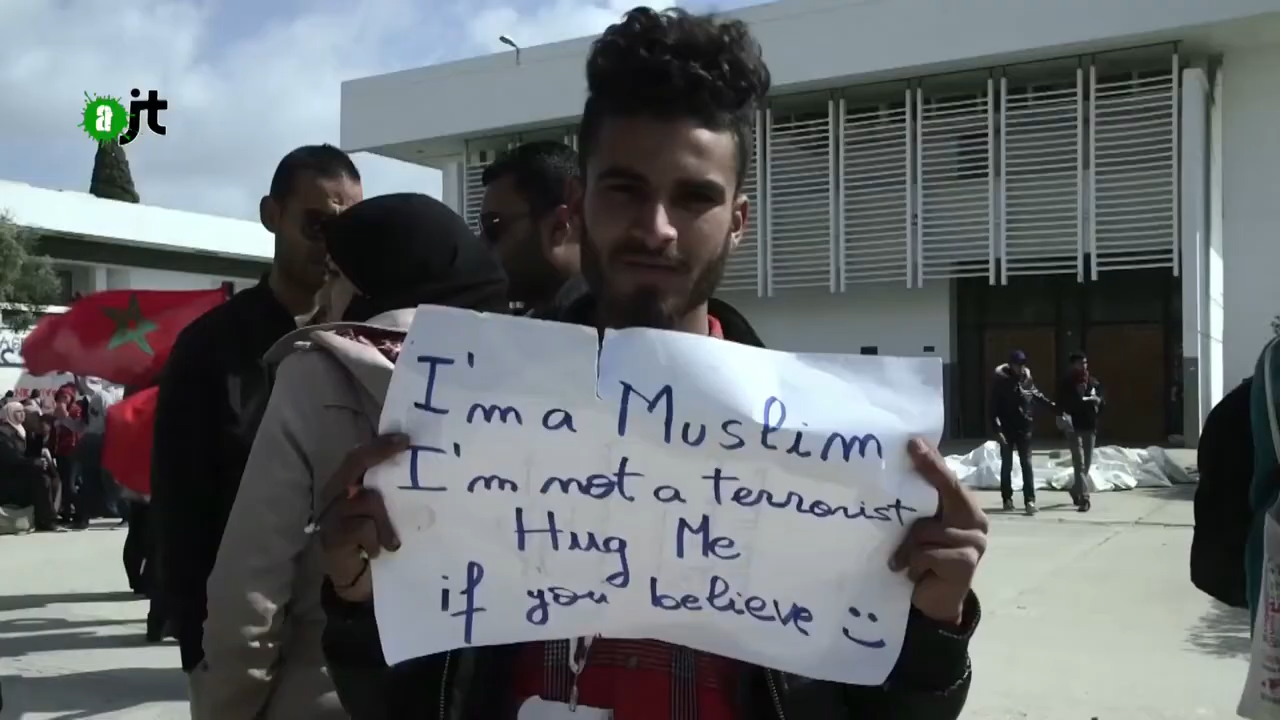 ajt
I'm a Muslim
I'm not a terrorist
Hug Me
if you believe :)